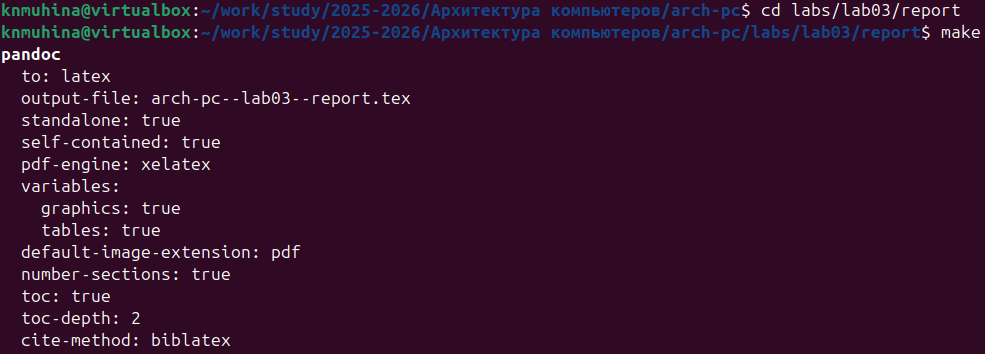 knmuhina@virtualbox:~/work/study/2025-2026/Архитектура компьютеров/arch-pc$ cd labs/lab03/report
knmuhina@virtualbox:~/work/study/2025-2026/Архитектура компьютеров/arch-pc/labs/lab03/report$ make
pandoc
  to: latex
  output-file: arch-pc--lab03--report.tex
  standalone: true
  self-contained: true
  pdf-engine: xelatex
  variables:
    graphics: true
    tables: true
  default-image-extension: pdf
  number-sections: true
  toc: true
  toc-depth: 2
  cite-method: biblatex